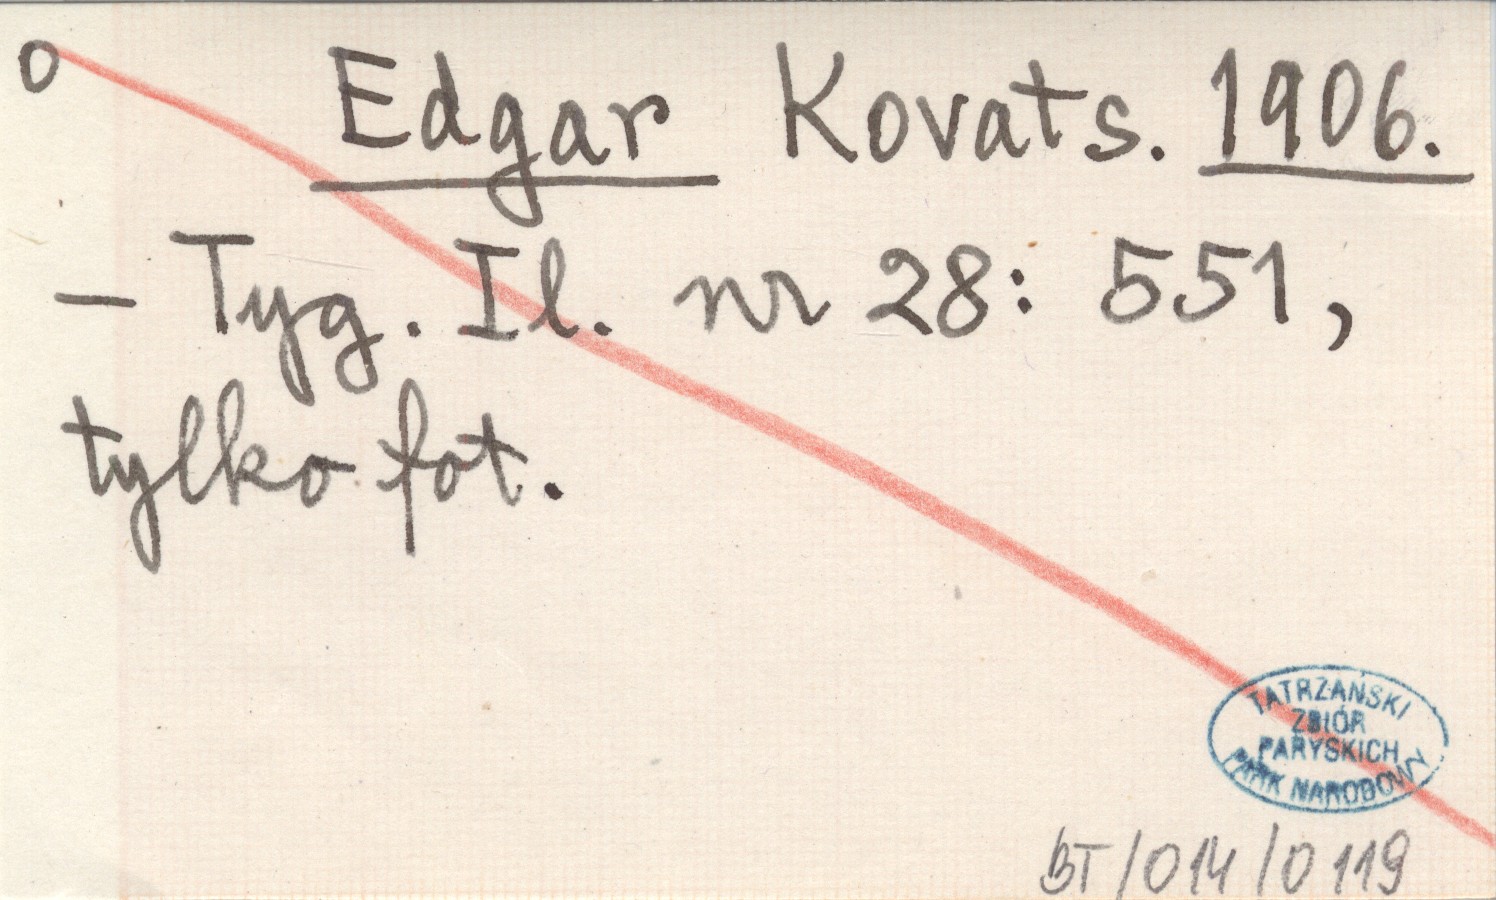 o Edgar Kovats. 1906.
– Tyg. Il. nr 28: 551,
tylko fot.
TATRZAŃSKI
ZBIÓR
PARYSKICH
PARK NARODOWY
BT/014/0119